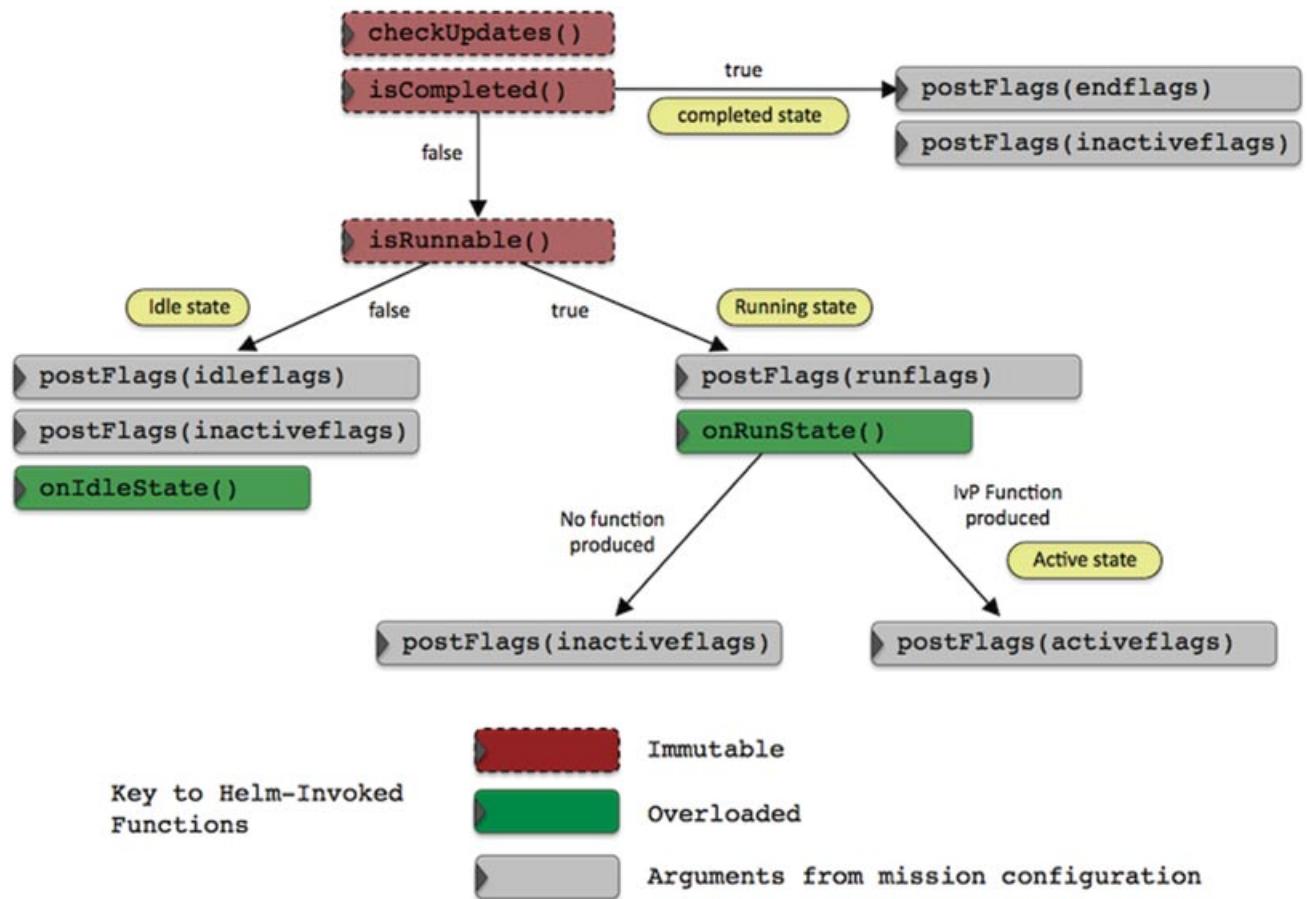 checkUpdates()
isCompleted()
true
completed state
postFlags(endflags)
postFlags(inactiveflags)
false
isRunnable()
Idle state
false
true
Running state
postFlags(idleflags)
postFlags(inactiveflags)
onIdleState()
postFlags(runflags)
onRunState()
No function
produced
IvP Function
produced
Active state
postFlags(inactiveflags)
postFlags(activeflags)
Key to Helm-Invoked
Functions
Immutable
Overloaded
Arguments from mission configuration